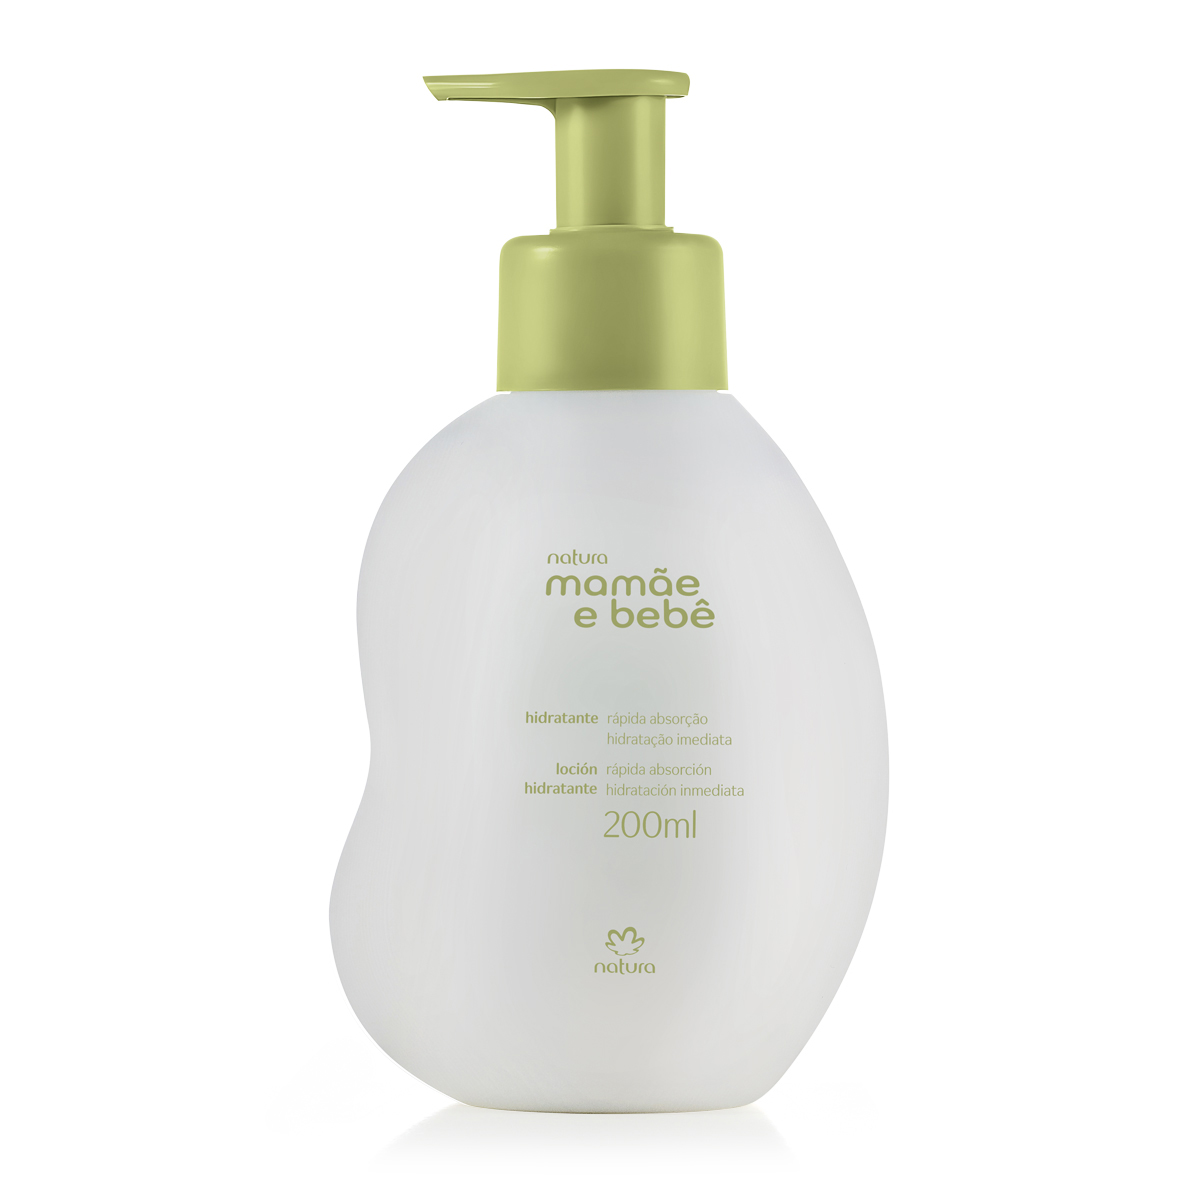 natura
mamãe
e bebê
hidratante rápida absorção
hidratação imediata
loción rápida absorción
hidratante hidratación inmediata
200ml
natura